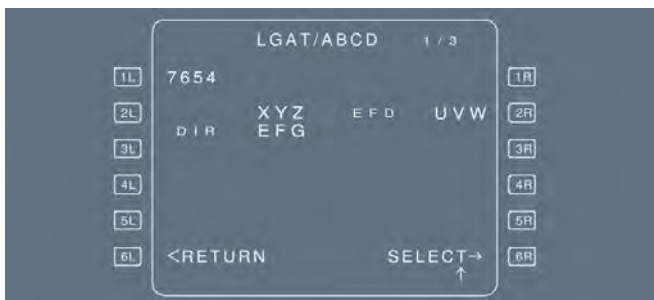 LGAT/ABCD 1/3
1L 7654 1R
2L XYZ EFD UVW 2R
DIR EFG
3L 3R
4L 4R
5L 5R
6L <RETURN SELECT→ 6R
↑